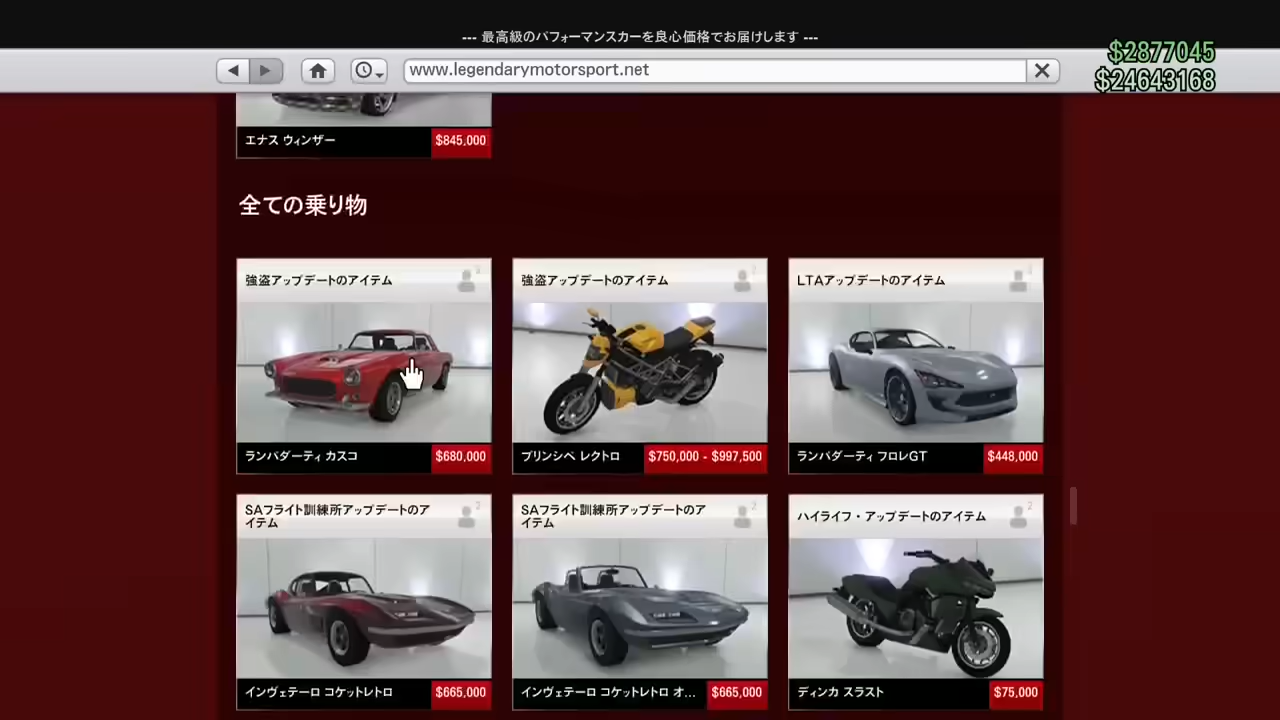 --- 最高級のパフォーマンスカーを良心価格でお届けします ---
$2877045
www.legendarymotorsport.net
$24643168
エナス ウィンザー
$845,000
全ての乗り物
強盗アップデートのアイテム
強盗アップデートのアイテム
LTAアップデートのアイテム
ランパダーティ カスコ
$680,000
プリンシペ レクトロ
$750,000 - $997,500
ランパダーティ フロレGT
$448,000
SAフライト訓練所アップデートのア
イテム
2
SAフライト訓練所アップデートのア
イテム
2
ハイライフ・アップデートのアイテム
2
インヴェテーロ コケットレトロ
$665,000
インヴェテーロ コケットレトロ オ...
$665,000
ディンカ スラスト
$75,000